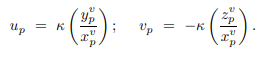 u_p = κ ( y_p^v / x_p^v ) ;   v_p = −κ ( z_p^v / x_p^v ) .